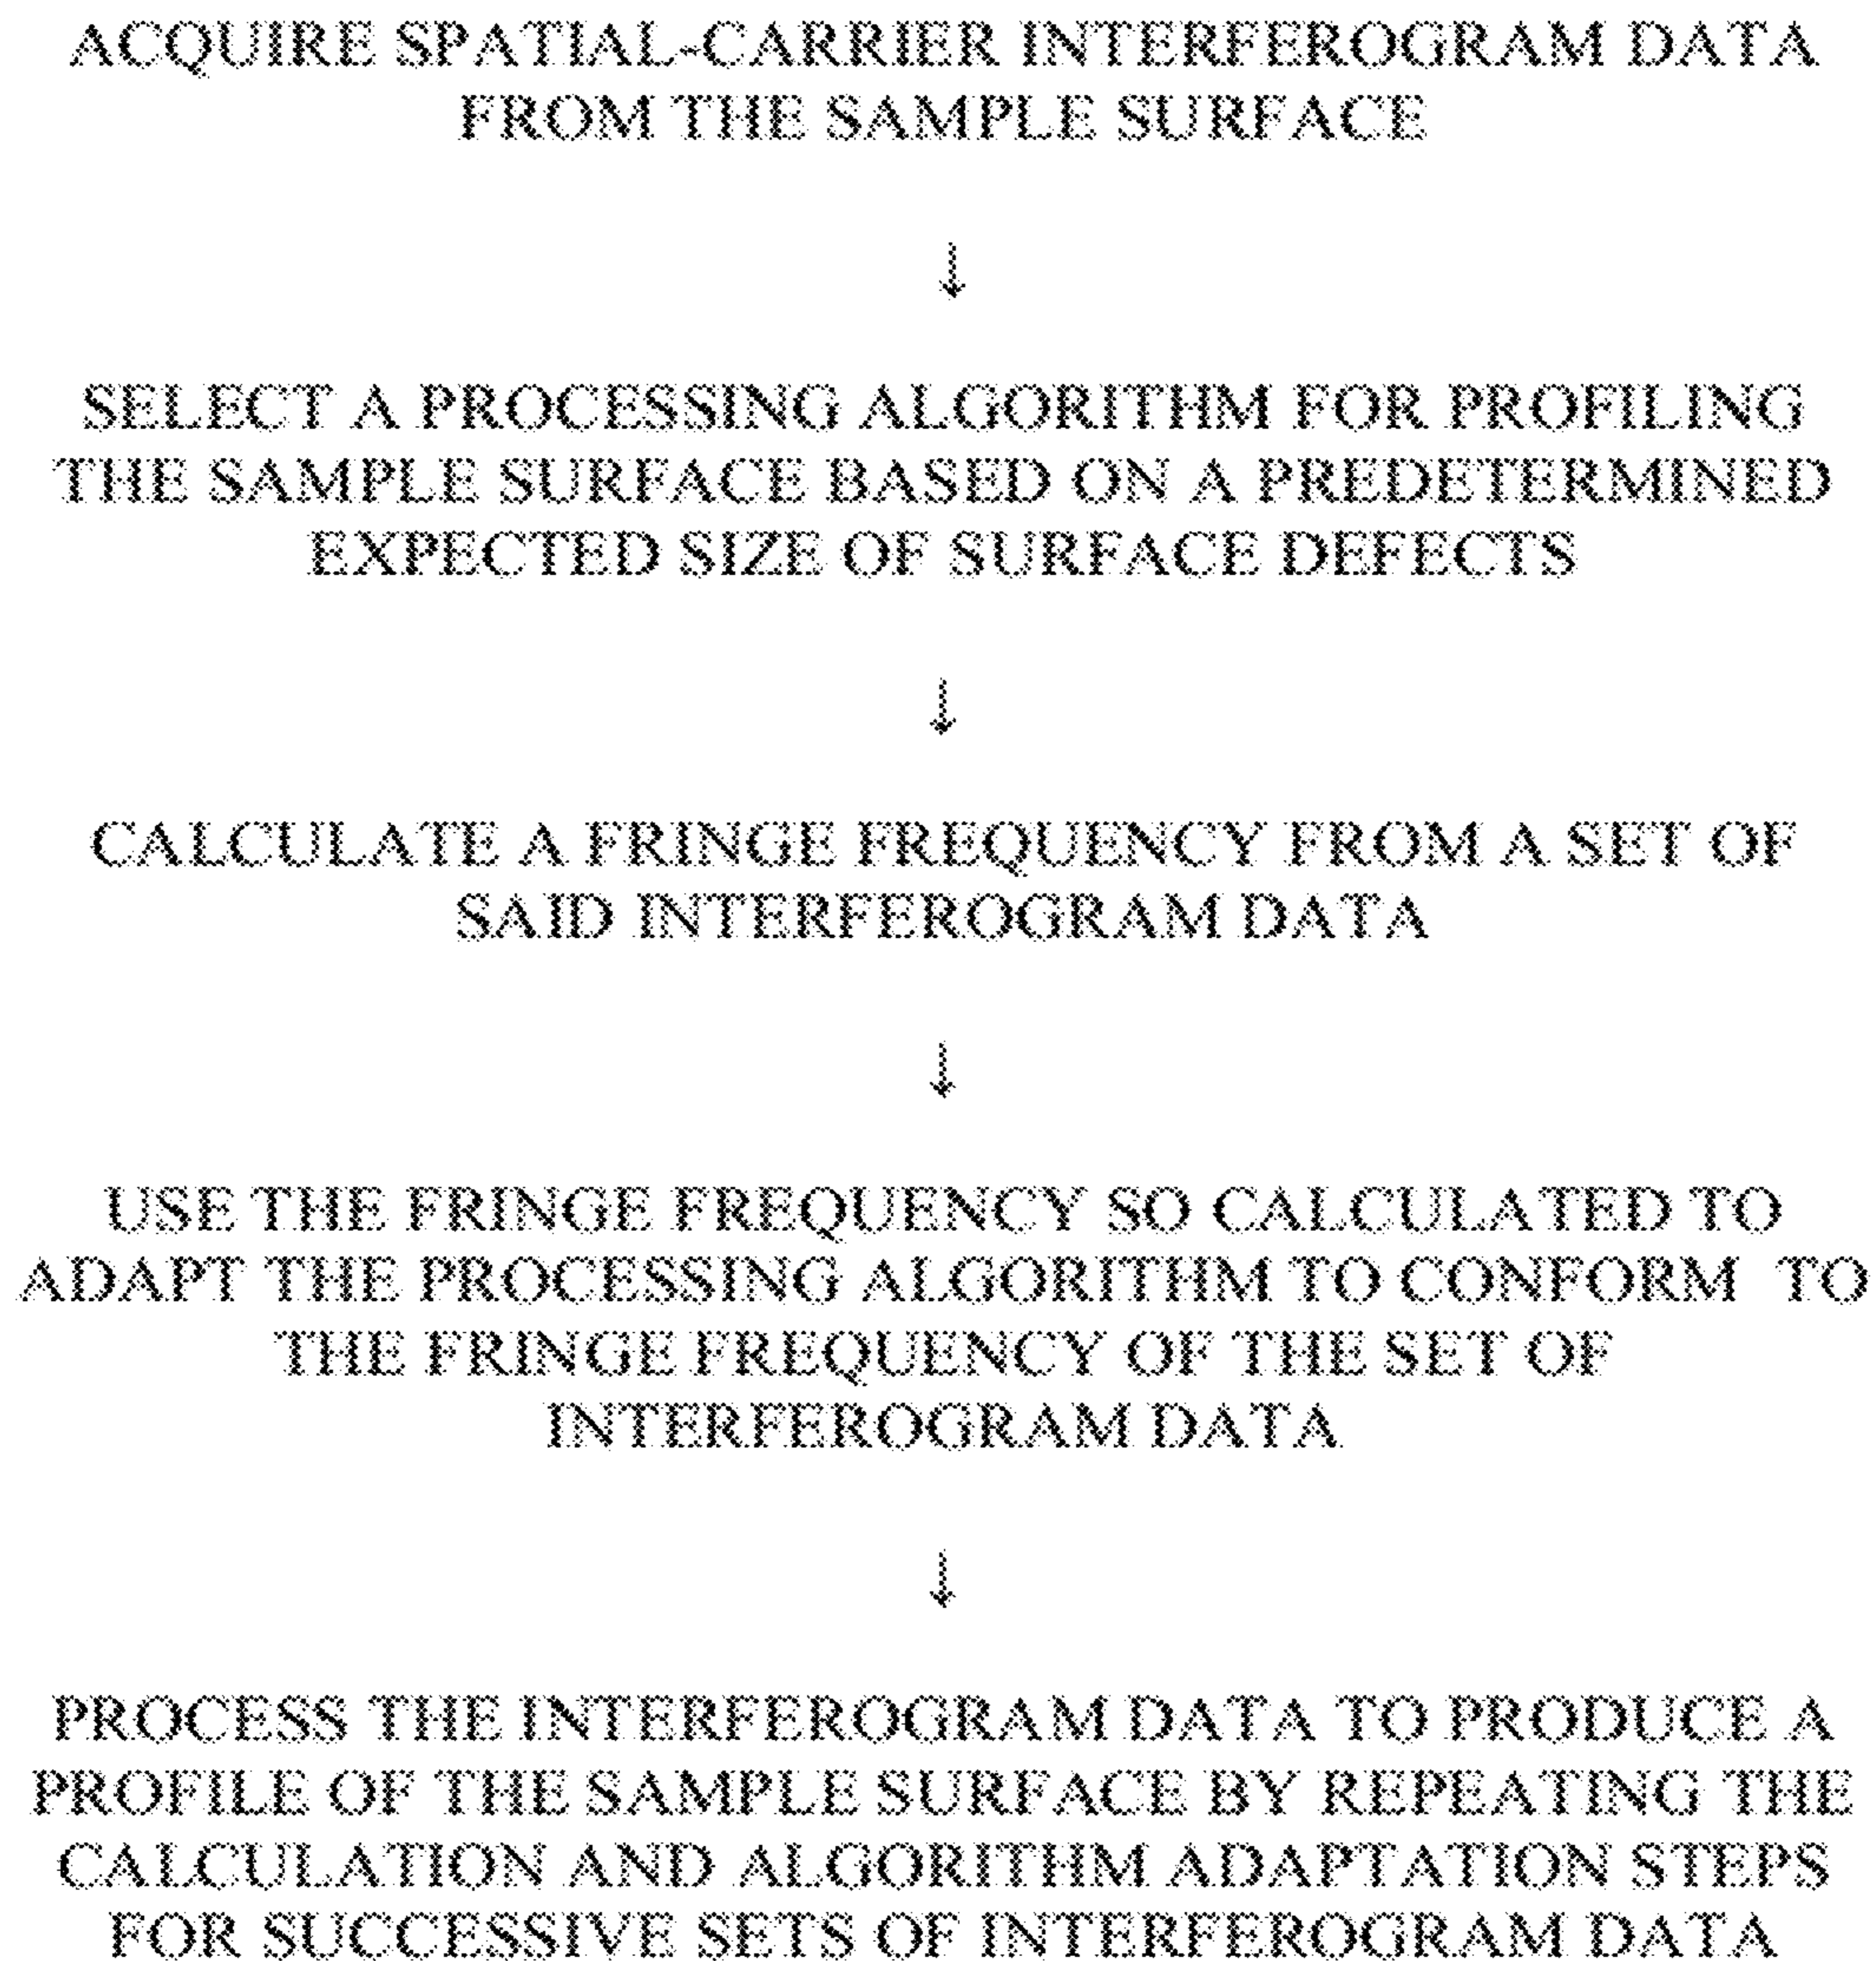 ACQUIRE SPATIAL-CARRIER INTERFEROGRAM DATA
FROM THE SAMPLE SURFACE
↓
SELECT A PROCESSING ALGORITHM FOR PROFILING
THE SAMPLE SURFACE BASED ON A PREDETERMINED
EXPECTED SIZE OF SURFACE DEFECTS
↓
CALCULATE A FRINGE FREQUENCY FROM A SET OF
SAID INTERFEROGRAM DATA
↓
USE THE FRINGE FREQUENCY SO CALCULATED TO
ADAPT THE PROCESSING ALGORITHM TO CONFORM TO
THE FRINGE FREQUENCY OF THE SET OF
INTERFEROGRAM DATA
↓
PROCESS THE INTERFEROGRAM DATA TO PRODUCE A
PROFILE OF THE SAMPLE SURFACE BY REPEATING THE
CALCULATION AND ALGORITHM ADAPTATION STEPS
FOR SUCCESSIVE SETS OF INTERFEROGRAM DATA